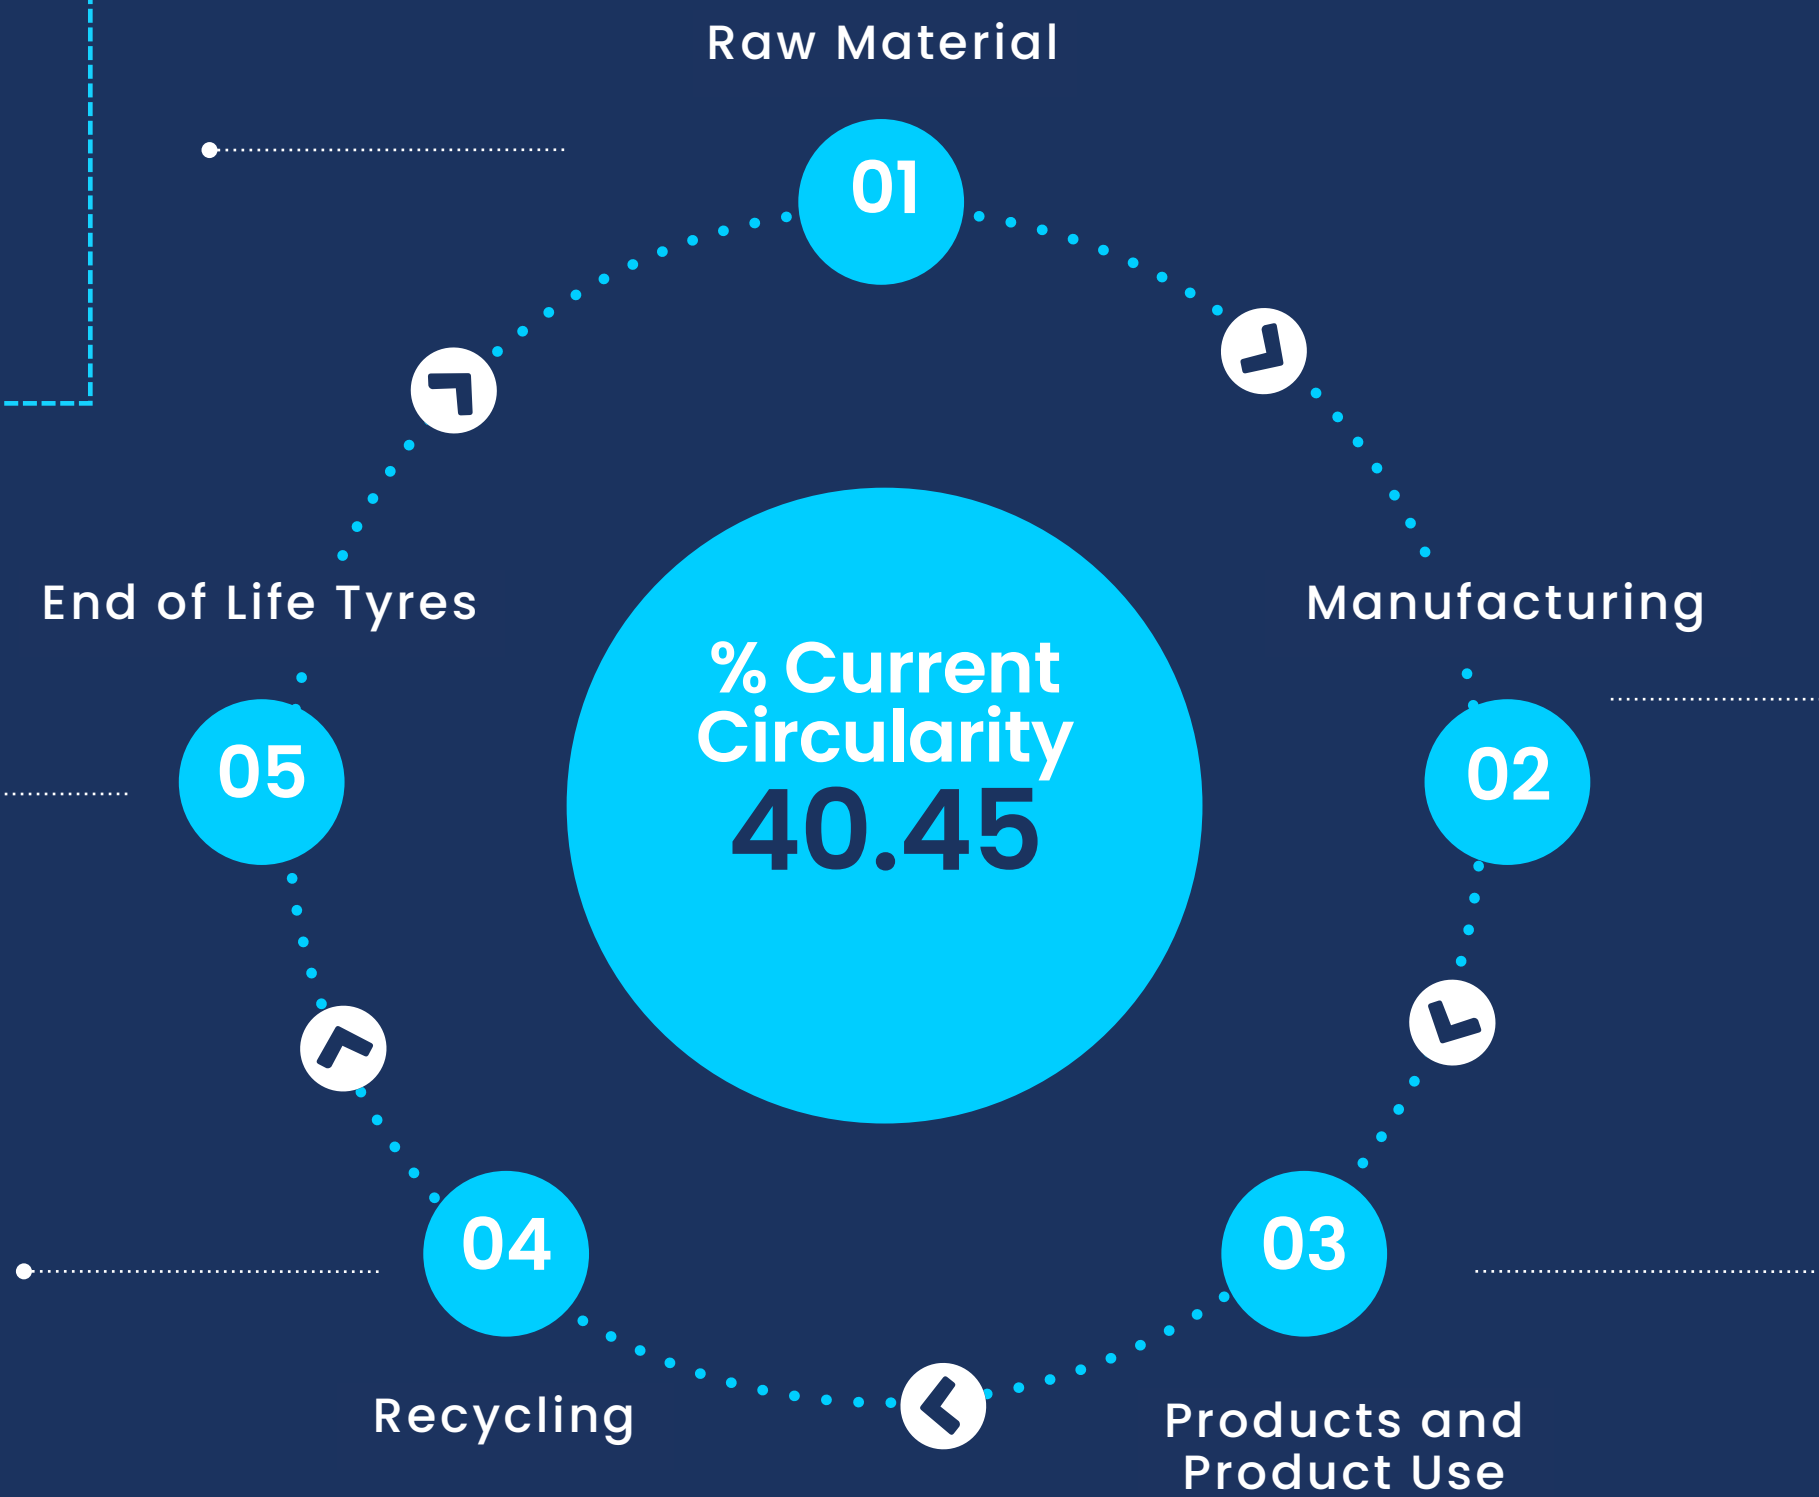 Raw Material
01
End of Life Tyres
Manufacturing
% Current
Circularity
40.45
05
02
04
03
Recycling
Products and
Product Use